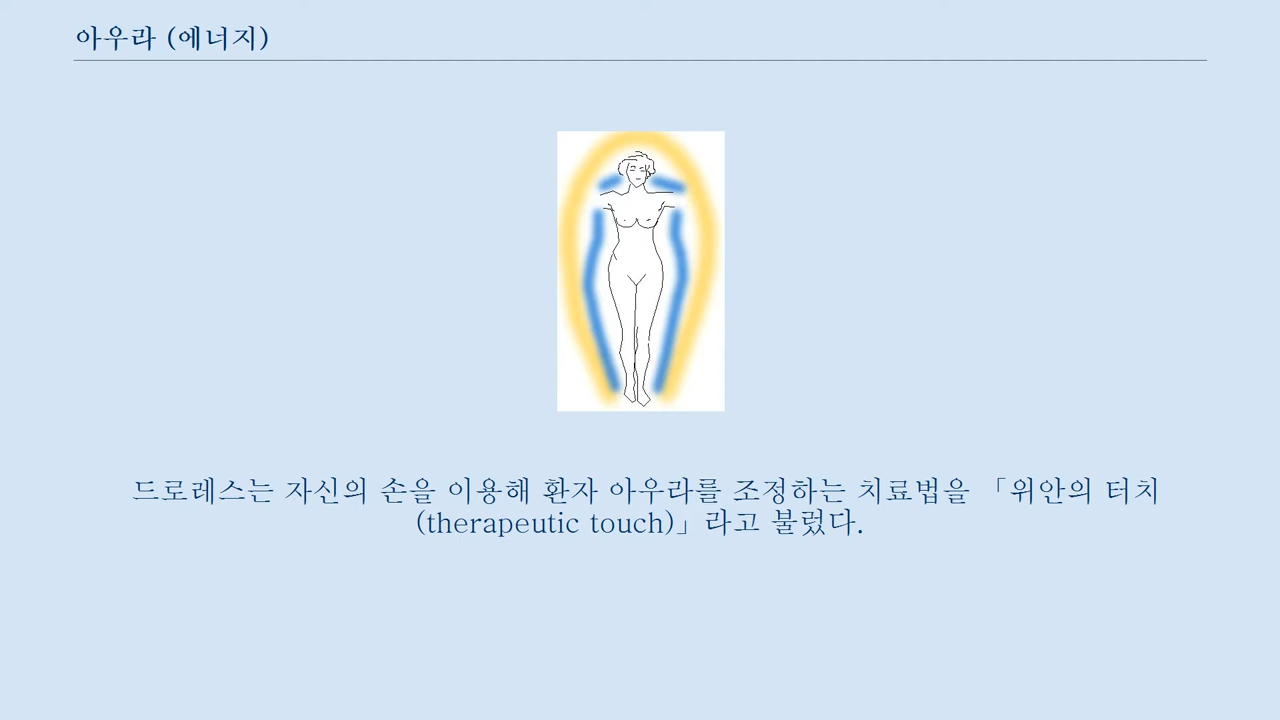 아우라 (에너지)
드로레스는 자신의 손을 이용해 환자 아우라를 조정하는 치료법을 「위안의 터치
(therapeutic touch)」라고 불렀다.